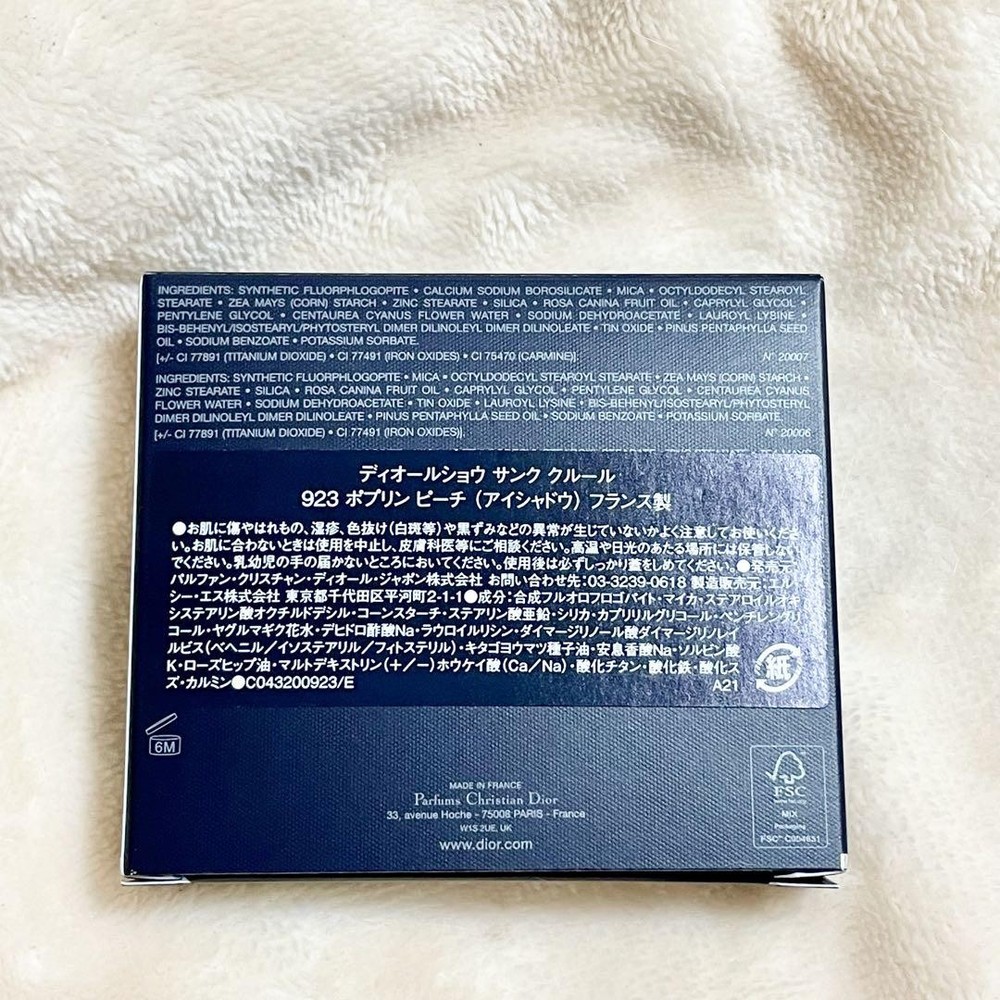 INGREDIENTS: SYNTHETIC FLUORPHLOGOPITE • CALCIUM SODIUM BOROSILICATE • MICA • OCTYLDODECYL STEAROYL
STEARATE • ZEA MAYS (CORN) STARCH • ZINC STEARATE • SILICA • ROSA CANINA FRUIT OIL • CAPRYLYL GLYCOL •
PENTYLENE GLYCOL • CENTAUREA CYANUS FLOWER WATER • SODIUM DEHYDROACETATE • LAUROYL LYSINE •
BIS-BEHENYL/ISOSTEARYL/PHYTOSTERYL DIMER DILINOLEYL DIMER DILINOLEATE • TIN OXIDE • PINUS PENTAPHYLLA SEED
OIL • SODIUM BENZOATE • POTASSIUM SORBATE.
[+/- CI 77891 (TITANIUM DIOXIDE) • CI 77491 (IRON OXIDES) • CI 75470 (CARMINE)]. N° 20007
INGREDIENTS: SYNTHETIC FLUORPHLOGOPITE • MICA • OCTYLDODECYL STEAROYL STEARATE • ZEA MAYS (CORN) STARCH •
ZINC STEARATE • SILICA • ROSA CANINA FRUIT OIL • CAPRYLYL GLYCOL • PENTYLENE GLYCOL • CENTAUREA CYANUS
FLOWER WATER • SODIUM DEHYDROACETATE • TIN OXIDE • LAUROYL LYSINE • BIS-BEHENYL/ISOSTEARYL/PHYTOSTERYL
DIMER DILINOLEYL DIMER DILINOLEATE • PINUS PENTAPHYLLA SEED OIL • SODIUM BENZOATE • POTASSIUM SORBATE.
[+/- CI 77891 (TITANIUM DIOXIDE) • CI 77491 (IRON OXIDES)]. N° 20006
ディオールショウ サンク クルール
923 ポプリン ピーチ (アイシャドウ) フランス製
●お肌に傷やはれもの、湿疹、色抜け(白斑等)や黒ずみなどの異常が生じていないかよく注意してお使いくださ
い。お肌に合わないときは使用を中止し、皮膚科医等にご相談ください。高温や日光のあたる場所には保管しない
でください。乳幼児の手の届かないところにおいてください。使用後は必ずしっかり蓋をしめてください。●発売元
パルファン・クリスチャン・ディオール・ジャポン株式会社 お問い合わせ先：03-3239-0618 製造販売元：エル・
シー・エス株式会社 東京都千代田区平河町2-1-1●成分：合成フルオロフロゴパイト・マイカ・ステアロイルオキ
システアリン酸オクチルドデシル・コーンスターチ・ステアリン酸亜鉛・シリカ・カプリリルグリコール・ペンチレングリ
コール・ヤグルマギク花水・デヒドロ酢酸Na・ラウロイルリシン・ダイマージリノール酸ダイマージリノレイ
ルビス(ベヘニル/イソステアリル/フィトステリル)・キタゴヨウマツ種子油・安息香酸Na・ソルビン酸
K・ローズヒップ油・マルトデキストリン(+/-)ホウケイ酸(Ca/Na)・酸化チタン・酸化鉄・酸化ス
ズ・カルミン●C043200923/E A21
紙
6M
MADE IN FRANCE
Parfums Christian Dior
33, avenue Hoche - 75008 PARIS - France
W1S 2UE, UK
www.dior.com
FSC
www.fsc.org
MIX
Packaging
FSC® C004631